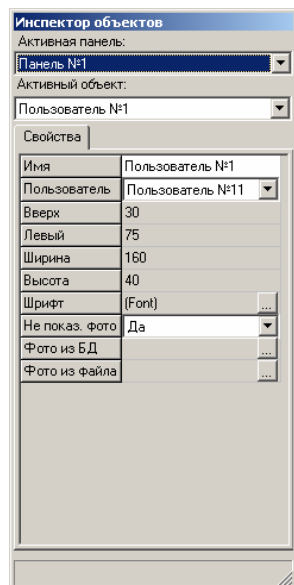 Инспектор объектов
Активная панель:
Панель №1
Активный объект:
Пользователь №1
Свойства
Имя Пользователь №1
Пользователь Пользователь №11
Вверх 30
Левый 75
Ширина 160
Высота 40
Шрифт (Font) ...
Не показ. фото Да
Фото из БД ...
Фото из файла ...